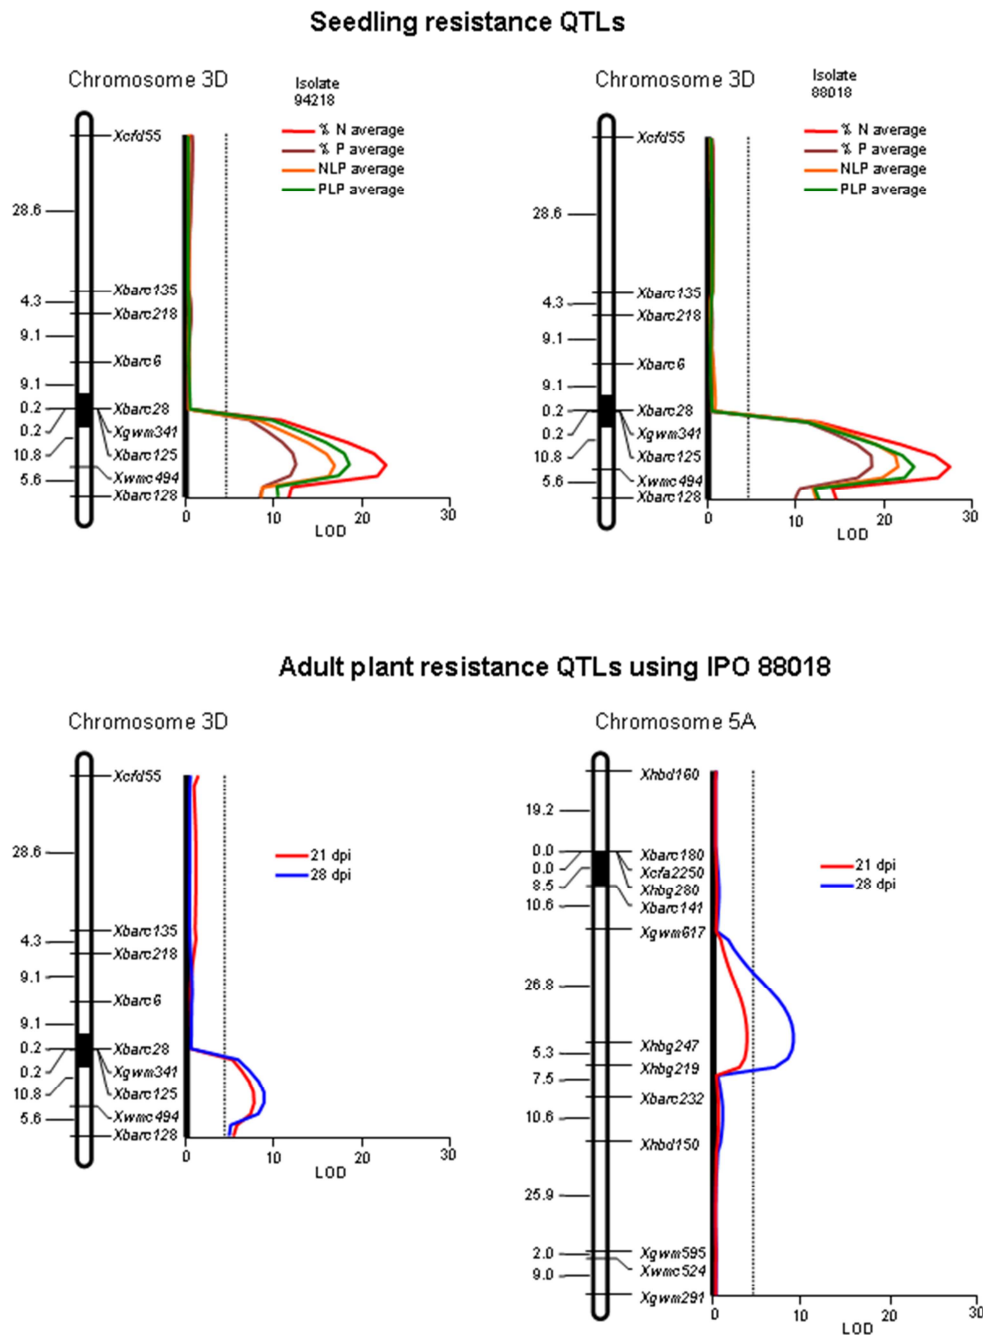 Seedling resistance QTLs
Chromosome 3D
Isolate
94218
% N average
% P average
NLP average
PLP average
Xcfd55
28.6
Xbarc135
4.3
Xbarc218
9.1
Xbarc6
9.1
0.2
Xbarc28
0.2
Xgwm341
10.8
Xbarc125
5.6
Xwmc494
Xbarc128
0
10
20
30
LOD
Chromosome 3D
Isolate
88018
% N average
% P average
NLP average
PLP average
Xcfd55
28.6
Xbarc135
4.3
Xbarc218
9.1
Xbarc6
9.1
0.2
Xbarc28
0.2
Xgwm341
10.8
Xbarc125
5.6
Xwmc494
Xbarc128
0
10
20
30
LOD
Adult plant resistance QTLs using IPO 88018
Chromosome 3D
21 dpi
28 dpi
Xcfd55
28.6
Xbarc135
4.3
Xbarc218
9.1
Xbarc6
9.1
0.2
Xbarc28
0.2
Xgwm341
10.8
Xbarc125
5.6
Xwmc494
Xbarc128
0
10
20
30
LOD
Chromosome 5A
21 dpi
28 dpi
Xhbd160
19.2
0.0
Xbarc180
0.0
Xcfa2250
8.5
Xhbg280
10.6
Xbarc141
Xgwm617
26.8
Xhbg247
5.3
Xhbg219
7.5
Xbarc232
10.6
Xhbd150
25.9
2.0
Xgwm595
Xwmc524
9.0
Xgwm291
0
10
20
30
LOD